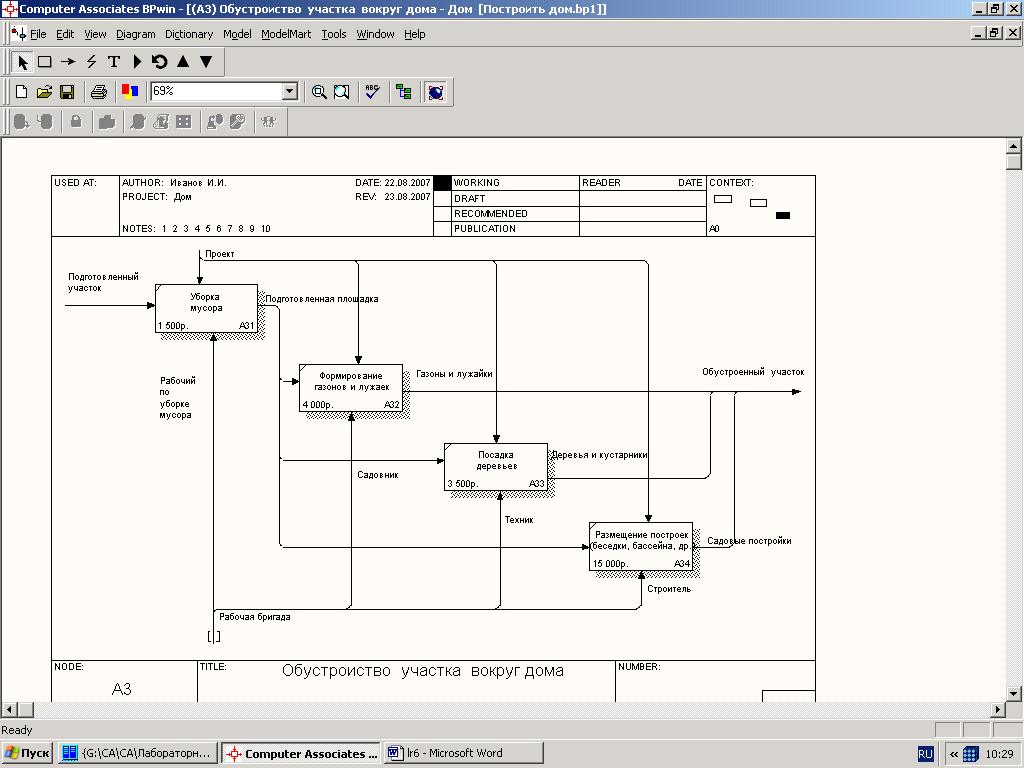 Computer Associates BPwin - [(A3) Обустроиство участка вокруг дома - Дом [Построить дом.bp1]]
File Edit View Diagram Dictionary Model ModelMart Tools Window Help
T
69%
ABC
USED AT:
AUTHOR: Иванов И.И.
DATE: 22.08.2007
WORKING
READER
DATE
CONTEXT:
PROJECT: Дом
REV: 23.08.2007
DRAFT
RECOMMENDED
NOTES: 1 2 3 4 5 6 7 8 9 10
PUBLICATION
A0
Проект
Подготовленный
участок
Уборка
мусора
1 500р. A31
Подготовленная площадка
Рабочий
по
уборке
мусора
Формирование
газонов и лужаек
4 000р. A32
Газоны и лужайки
Обустроенный участок
Посадка
деревьев
3 500р. A33
Деревья и кустарники
Садовник
Техник
Размещение построек
(беседки, бассейна, др.
15 000р. A34
Садовые постройки
Строитель
Рабочая бригада
NODE:
A3
TITLE:
Обустроиство участка вокруг дома
NUMBER:
Ready
Пуск
{G:\CA\CA\Лабораторн...
Computer Associates ...
lr6 - Microsoft Word
RU
«
10:29